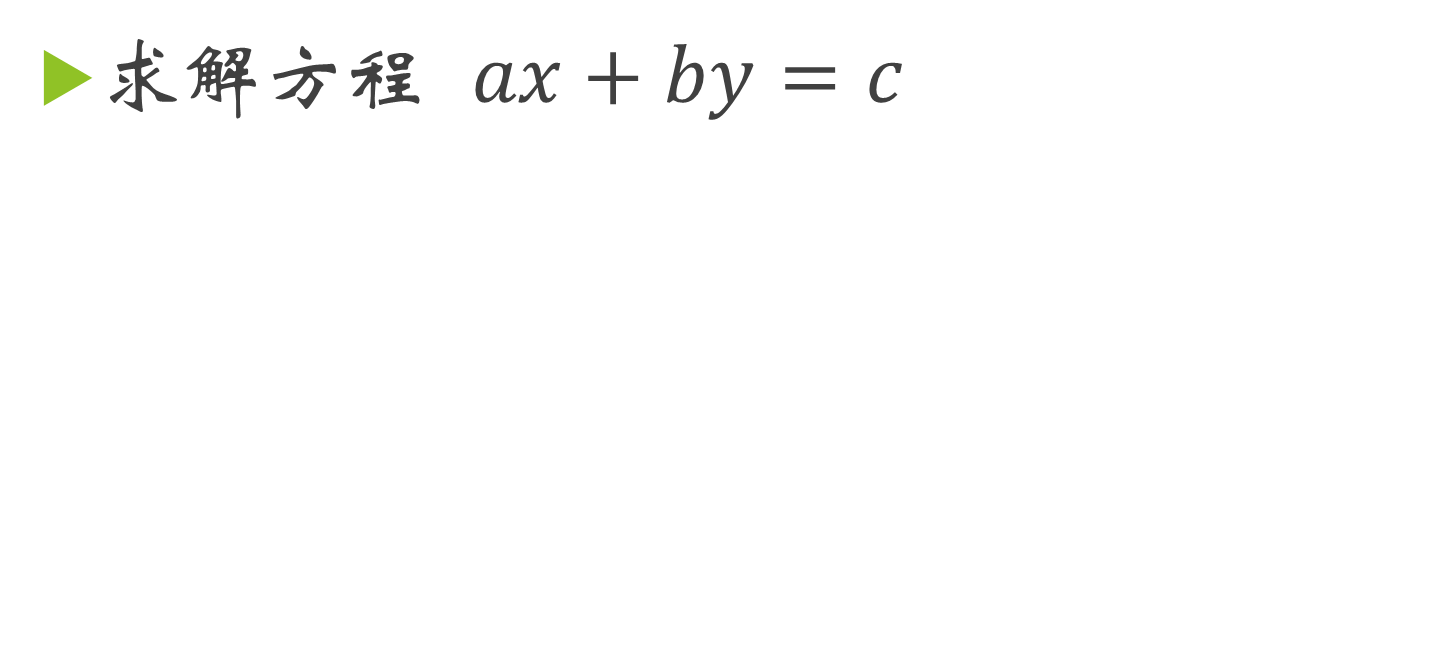 求解方程 ax + by = c